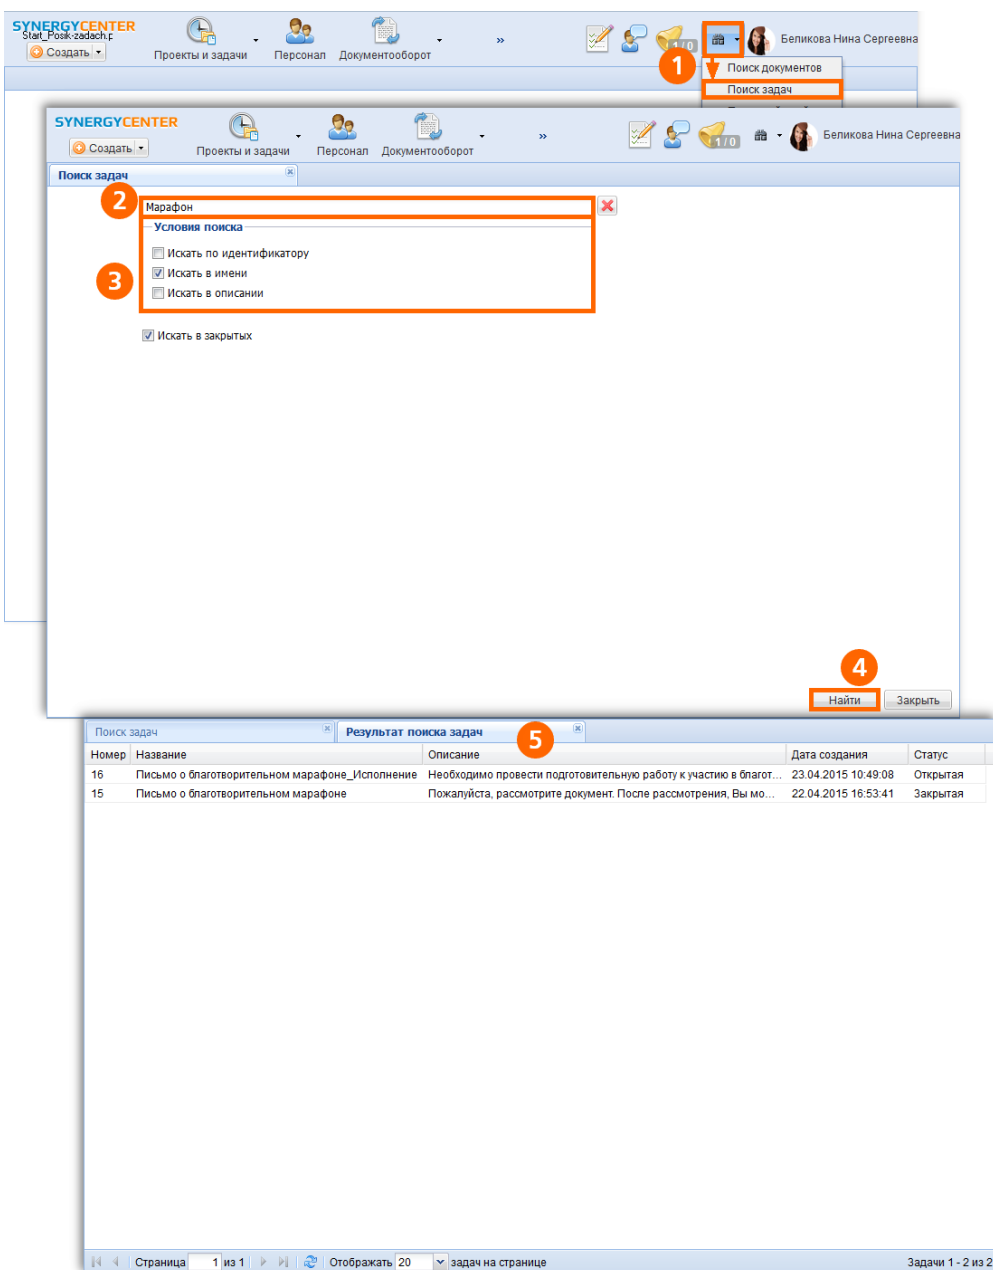 SYNERGYCENTER
Start_Posik-zadach.p
Создать
Проекты и задачи
Персонал
Документооборот
»
1 / 0
Беликова Нина Сергеевна
1
Поиск документов
Поиск задач
SYNERGYCENTER
Создать
Проекты и задачи
Персонал
Документооборот
»
1 / 0
Беликова Нина Сергеевна
Поиск задач
2
Марафон
Условия поиска
Искать по идентификатору
3
Искать в имени
Искать в описании
Искать в закрытых
4
Найти
Закрыть
Поиск задач
Результат поиска задач
5
Номер Название Описание Дата создания Статус
16 Письмо о благотворительном марафоне_Исполнение Необходимо провести подготовительную работу к участию в благот... 23.04.2015 10:49:08 Открытая
15 Письмо о благотворительном марафоне Пожалуйста, рассмотрите документ. После рассмотрения, Вы мо... 22.04.2015 16:53:41 Закрытая
Страница 1 из 1 Отображать 20 задач на странице Задачи 1 - 2 из 2